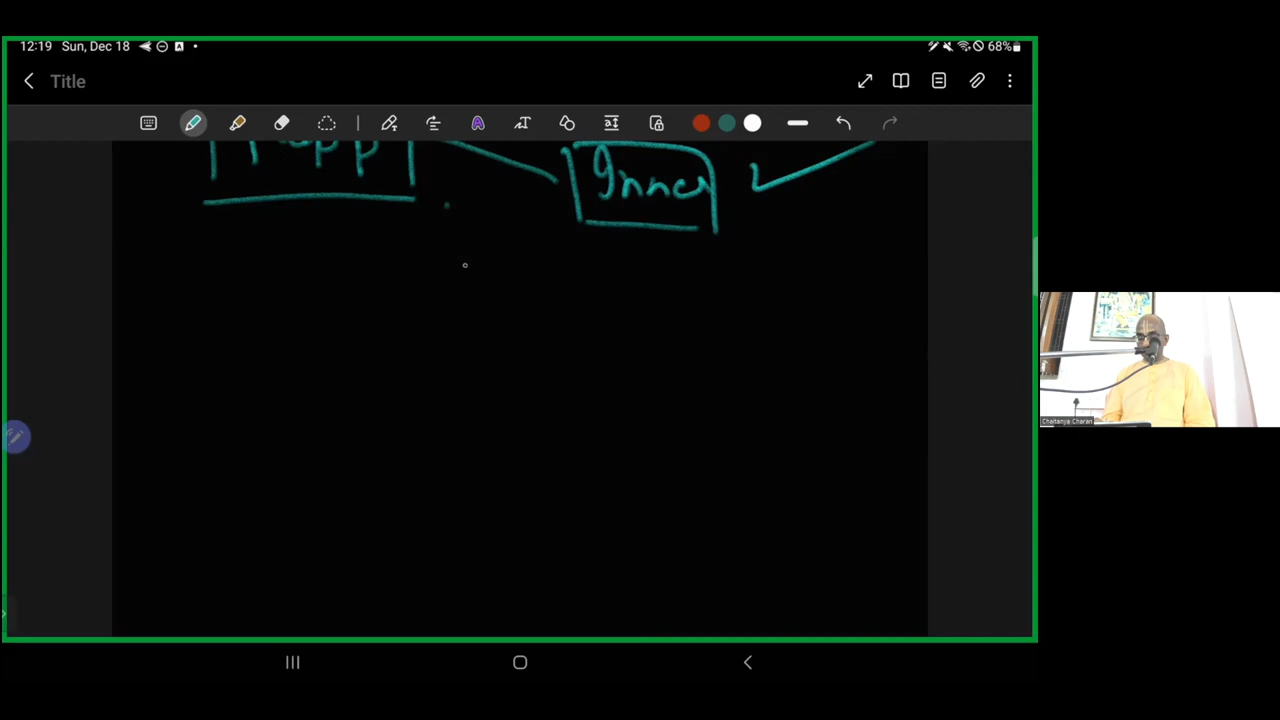 12:19 Sun, Dec 18
68%
Title
Inner
Chaitanya Charan